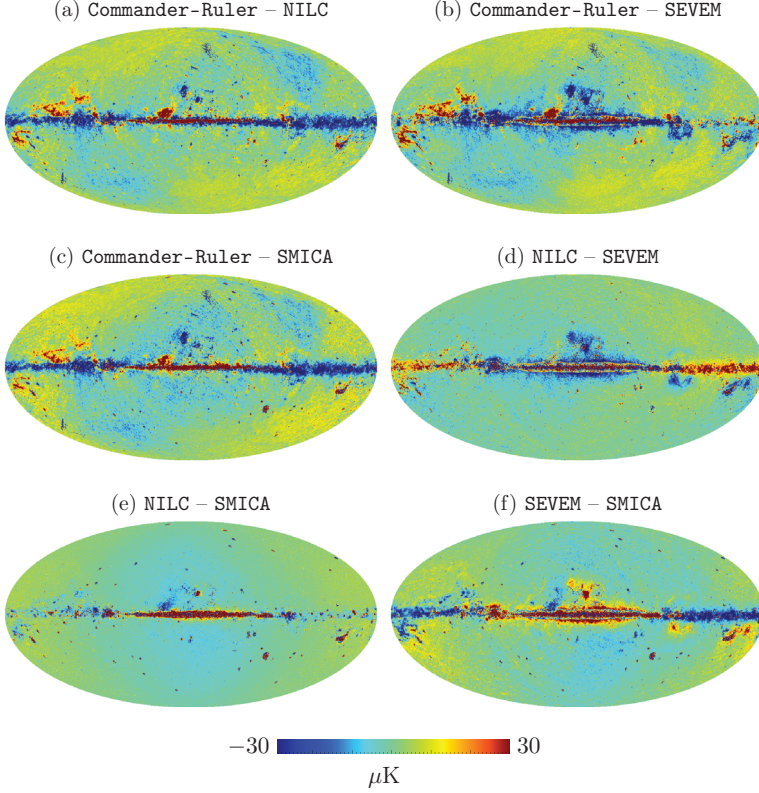 (a) Commander-Ruler – NILC
(b) Commander-Ruler – SEVEM
(c) Commander-Ruler – SMICA
(d) NILC – SEVEM
(e) NILC – SMICA
(f) SEVEM – SMICA
−30 30
μK